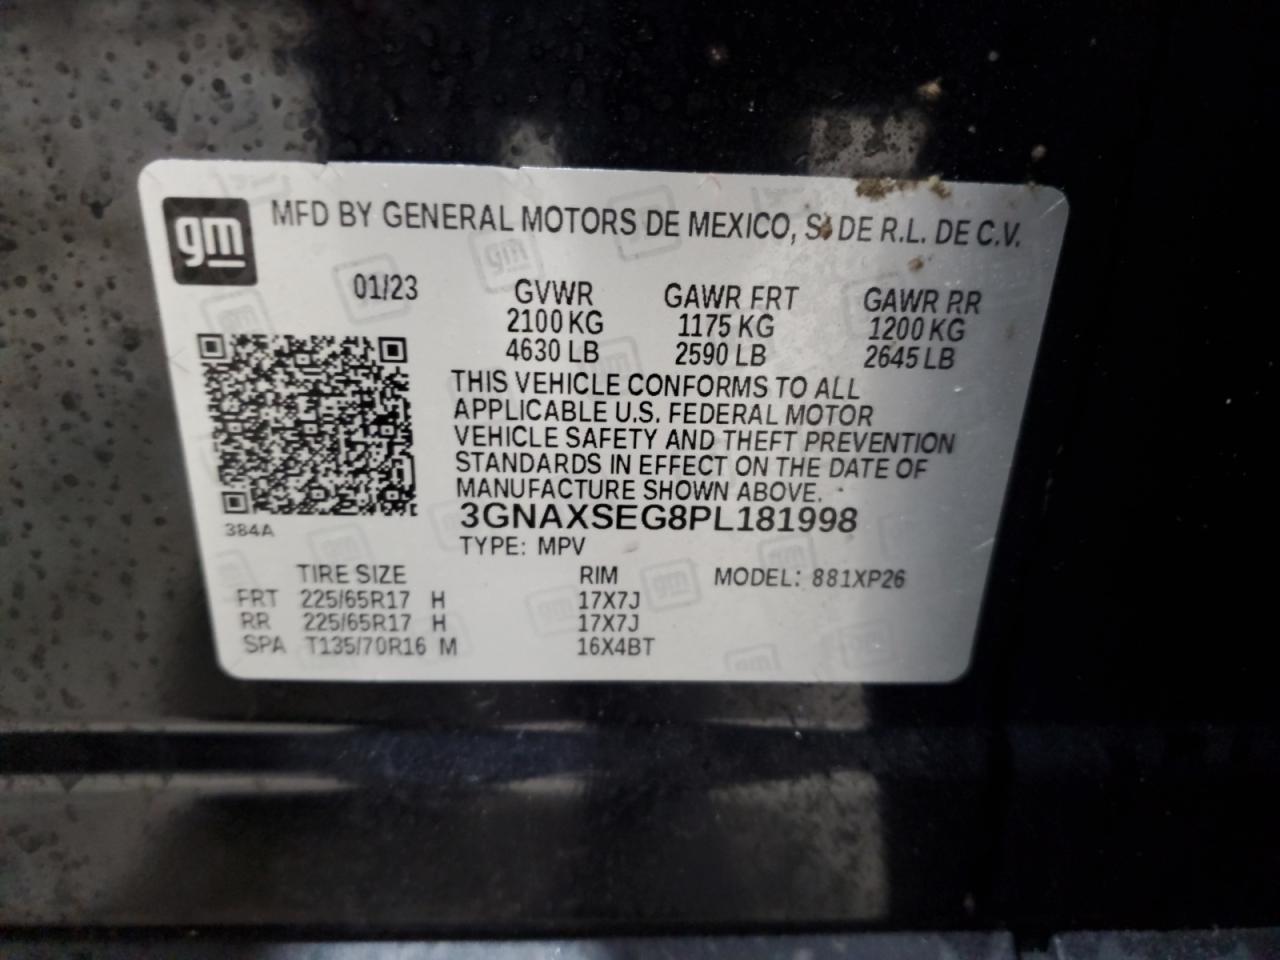 gm MFD BY GENERAL MOTORS DE MEXICO, S. DE R.L. DE C.V.
01/23 GVWR GAWR FRT GAWR RR
2100 KG 1175 KG 1200 KG
4630 LB 2590 LB 2645 LB
THIS VEHICLE CONFORMS TO ALL
APPLICABLE U.S. FEDERAL MOTOR
VEHICLE SAFETY AND THEFT PREVENTION
STANDARDS IN EFFECT ON THE DATE OF
MANUFACTURE SHOWN ABOVE.
3GNAXSEG8PL181998
384A
TYPE: MPV
TIRE SIZE RIM MODEL: 881XP26
FRT 225/65R17 H 17X7J
RR 225/65R17 H 17X7J
SPA T135/70R16 M 16X4BT